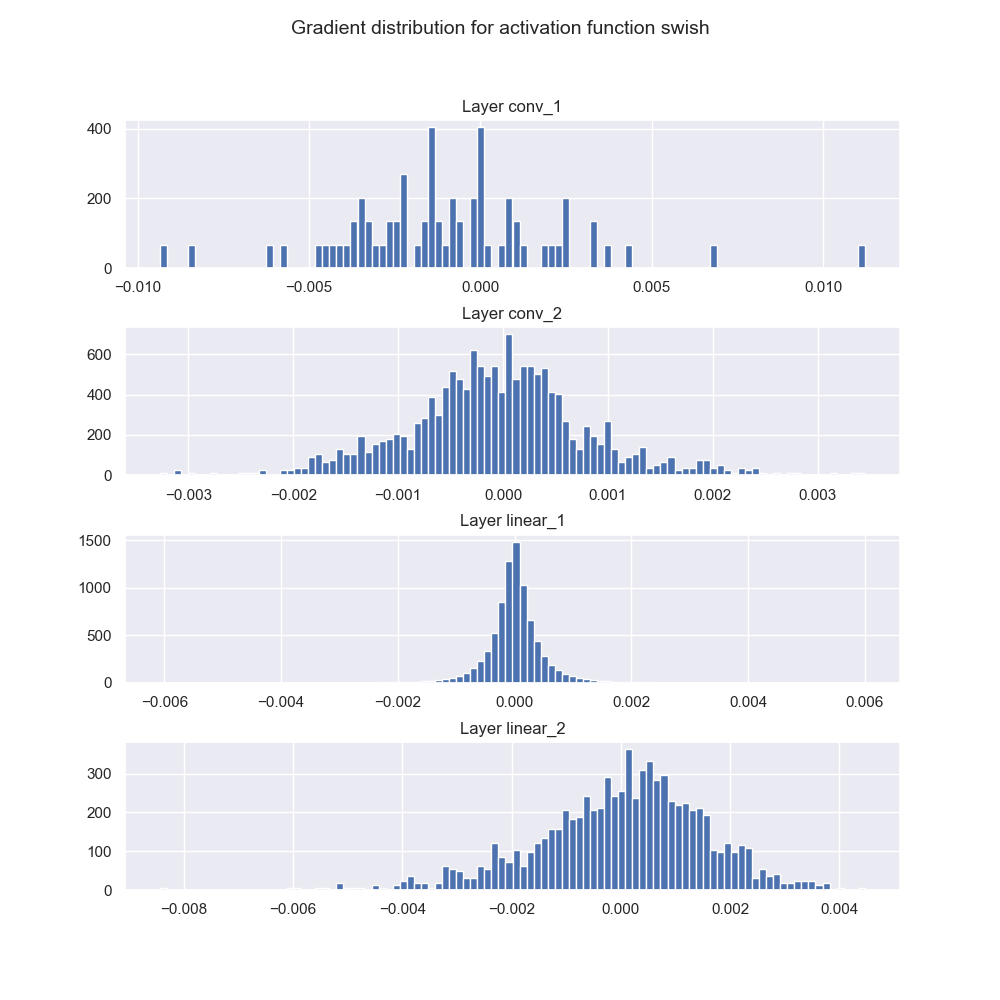 Gradient distribution for activation function swish
Layer conv_1
400
200
0
−0.010 −0.005 0.000 0.005 0.010
Layer conv_2
600
400
200
0
−0.003 −0.002 −0.001 0.000 0.001 0.002 0.003
Layer linear_1
1500
1000
500
0
−0.006 −0.004 −0.002 0.000 0.002 0.004 0.006
Layer linear_2
300
200
100
0
−0.008 −0.006 −0.004 −0.002 0.000 0.002 0.004